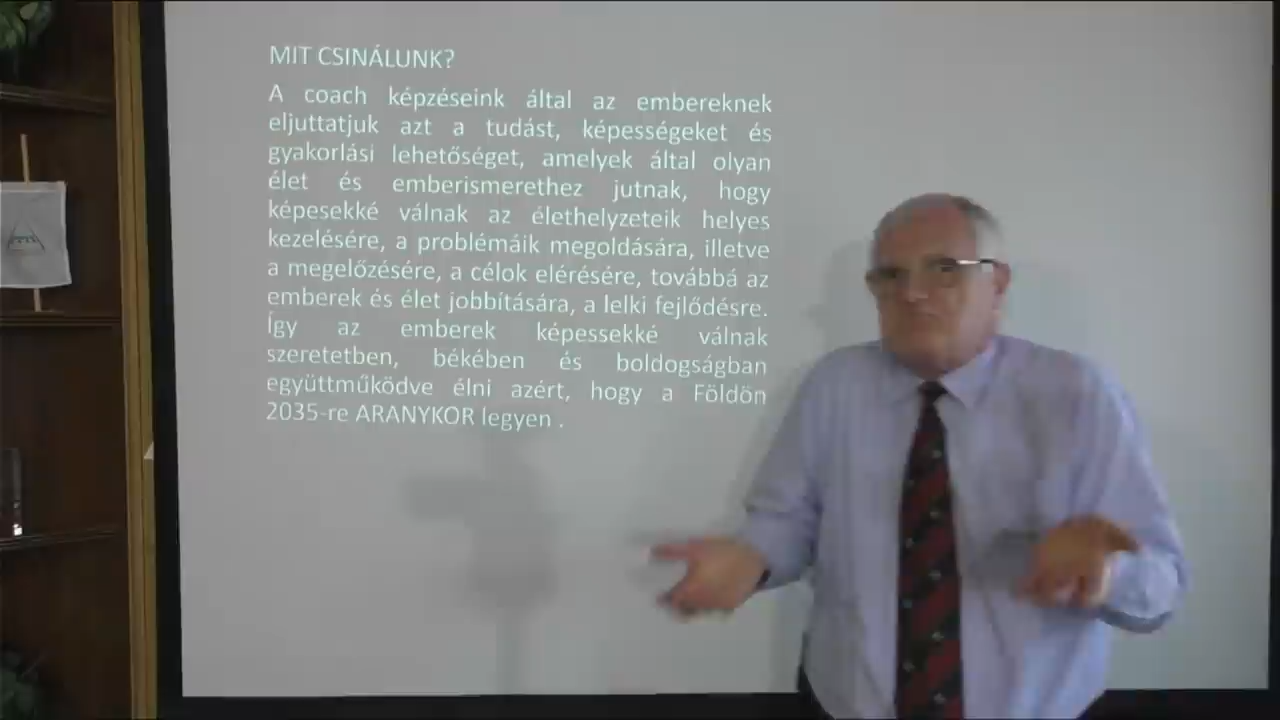 MIT CSINÁLUNK?
A coach képzéseink által az embereknek
eljuttatjuk azt a tudást, képességeket és
gyakorlási lehetőséget, amelyek által olyan
élet és emberismerethez jutnak, hogy
képesekké válnak az élethelyzeteik helyes
kezelésére, a problémáik megoldására, illetve
a megelőzésére, a célok elérésére, továbbá az
emberek és élet jobbítására, a lelki fejlődésre.
Így az emberek képessekké válnak
szeretetben, békében és boldogságban
együttműködve élni azért, hogy a Földön
2035-re ARANYKOR legyen .